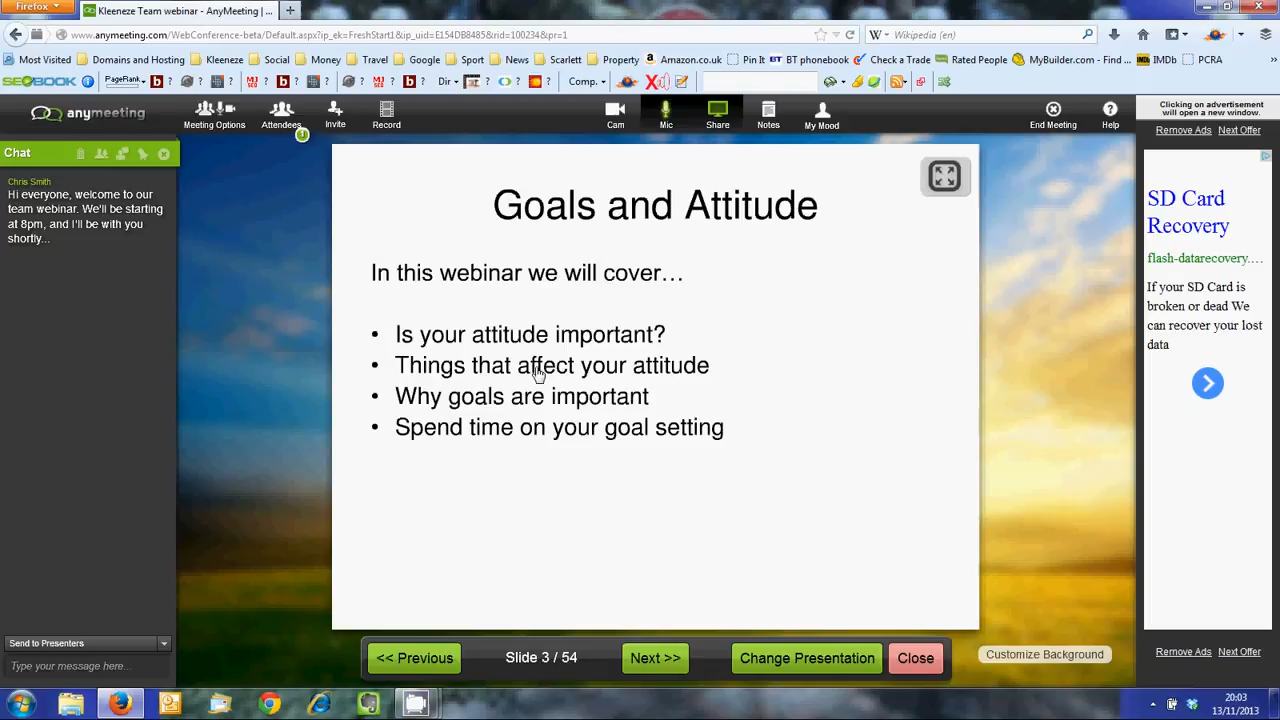 Firefox
Kleeneze Team webinar - AnyMeeting | ...
www.anymeeting.com/WebConference-beta/Default.aspx?ip_ek=FreshStart1&ip_uid=E154DB8485&rid=100234&pr=1
Wikipedia (en)
Most Visited Domains and Hosting Kleeneze Social Money Travel Google Sport News Scarlett Property Amazon.co.uk Pin It BT phonebook Check a Trade Rated People MyBuilder.com - Find ... IMDb PCRA
SEOBOOK PageRank Dir Comp.
anymeeting
Meeting Options
Attendees
1
Invite
Record
Cam
Mic
Share
Notes
My Mood
End Meeting
Help
Clicking on advertisement
will open a new window.
Remove Ads Next Offer
Chat
Chris Smith
Hi everyone, welcome to our
team webinar. We'll be starting
at 8pm, and I'll be with you
shortly...
Goals and Attitude
In this webinar we will cover…
• Is your attitude important?
• Things that affect your attitude
• Why goals are important
• Spend time on your goal setting
SD Card
Recovery
flash-datarecovery....
If your SD Card is
broken or dead We
can recover your lost
data
Send to Presenters
Type your message here...
<< Previous
Slide 3 / 54
Next >>
Change Presentation
Close
Customize Background
Remove Ads Next Offer
20:03
13/11/2013